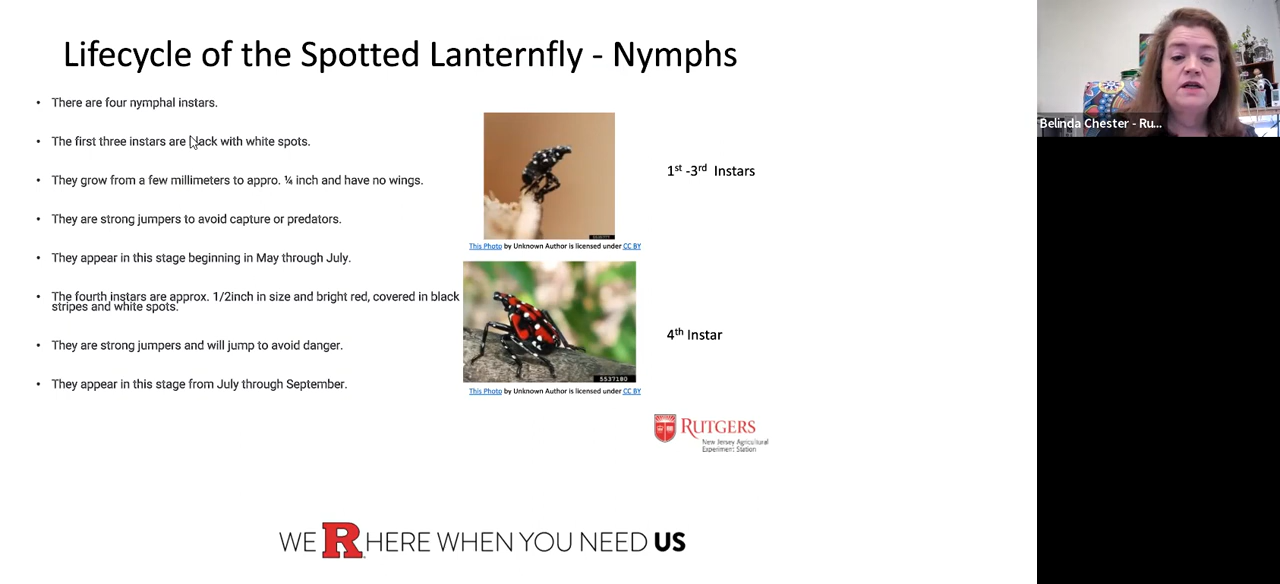 Lifecycle of the Spotted Lanternfly - Nymphs
• There are four nymphal instars.
• The first three instars are black with white spots.
• They grow from a few millimeters to appro. ¼ inch and have no wings.
• They are strong jumpers to avoid capture or predators.
• They appear in this stage beginning in May through July.
• The fourth instars are approx. 1/2inch in size and bright red, covered in black
stripes and white spots.
• They are strong jumpers and will jump to avoid danger.
• They appear in this stage from July through September.
1st -3rd Instars
This Photo by Unknown Author is licensed under CC BY
4th Instar
5537180
This Photo by Unknown Author is licensed under CC BY
RUTGERS
New Jersey Agricultural
Experiment Station
WE R HERE WHEN YOU NEED US
Belinda Chester - Ru...